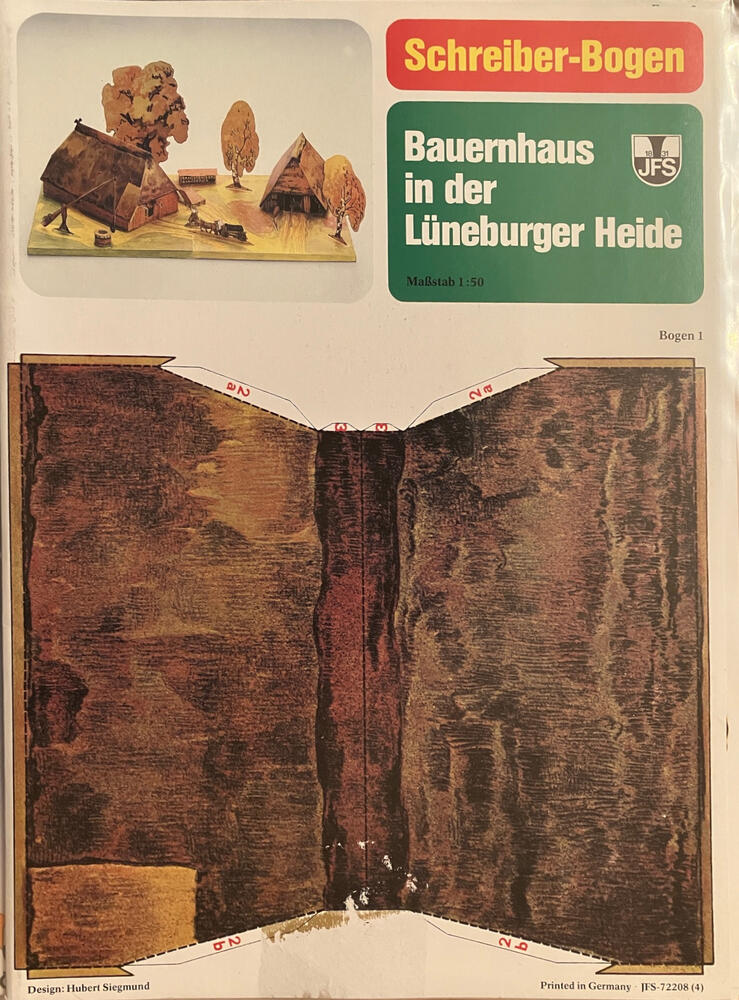 Schreiber-Bogen
Bauernhaus
in der
Lüneburger Heide
18 31
JFS
Maßstab 1:50
Bogen 1
2a
3
3
2a
2b
2b
Design: Hubert Siegmund
Printed in Germany · JFS-72208 (4)